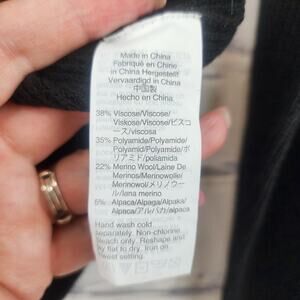 Made in China
Fabriqué en Chine
in China Hergestellt
Vervaardigd in China
中国製
Hecho en China
38% Viscose/Viscose/
Viskose/Viscose/ビスコ
ース/viscosa
35% Polyamide/Polyamide/
Polyamid/Polyamide/ポ
リアミド/poliamida
22% Merino Wool/Laine De
Merinos/Merinowolle/
Merinowol/メリノウー
ル/lana merino
5% Alpaca/Alpaga/Alpaka/
Alpaca/アルパカ/alpaca
Hand wash cold
separately. Non-chlorine
bleach only. Reshape and
dry flat. Iron on
lowest setting.